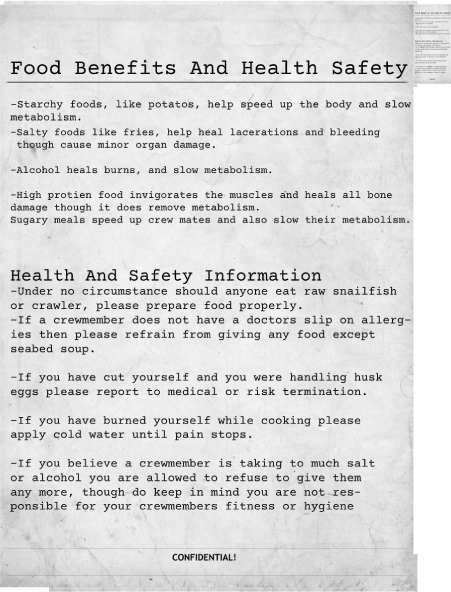 Food Benefits And Health Safety
-Starchy foods, like potatos, help speed up the body and slow
metabolism.
-Salty foods like fries, help heal lacerations and bleeding
though cause minor organ damage.
-Alcohol heals burns, and slow metabolism.
-High protien food invigorates the muscles and heals all bone
damage though it does remove metabolism.
Sugary meals speed up crew mates and also slow their metabolism.
Health And Safety Information
-Under no circumstance should anyone eat raw snailfish
or crawler, please prepare food properly.
-If a crewmember does not have a doctors slip on allerg-
ies then please refrain from giving any food except
seabed soup.
-If you have cut yourself and you were handling husk
eggs please report to medical or risk termination.
-If you have burned yourself while cooking please
apply cold water until pain stops.
-If you believe a crewmember is taking to much salt
or alcohol you are allowed to refuse to give them
any more, though do keep in mind you are not res-
ponsible for your crewmembers fitness or hygiene
CONFIDENTIAL!